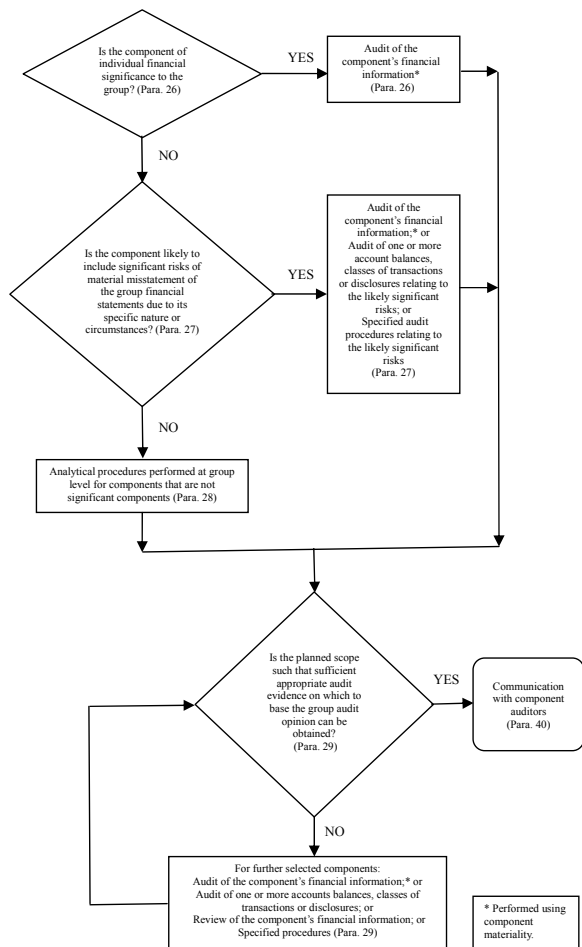 Is the component of
individual financial
significance to the
group? (Para. 26)
YES
Audit of the
component’s financial
information*
(Para. 26)
NO
Is the component likely to
include significant risks of
material misstatement of
the group financial
statements due to its
specific nature or
circumstances? (Para. 27)
YES
Audit of the
component’s financial
information;* or
Audit of one or more
account balances,
classes of transactions
or disclosures relating to
the likely significant
risks; or
Specified audit
procedures relating to
the likely significant
risks
(Para. 27)
NO
Analytical procedures performed at group
level for components that are not
significant components (Para. 28)
Is the planned scope
such that sufficient
appropriate audit
evidence on which to
base the group audit
opinion can be
obtained?
(Para. 29)
YES
Communication
with component
auditors
(Para. 40)
NO
For further selected components:
Audit of the component’s financial information;* or
Audit of one or more accounts balances, classes of
transactions or disclosures; or
Review of the component’s financial information; or
Specified procedures (Para. 29)
* Performed using
component
materiality.